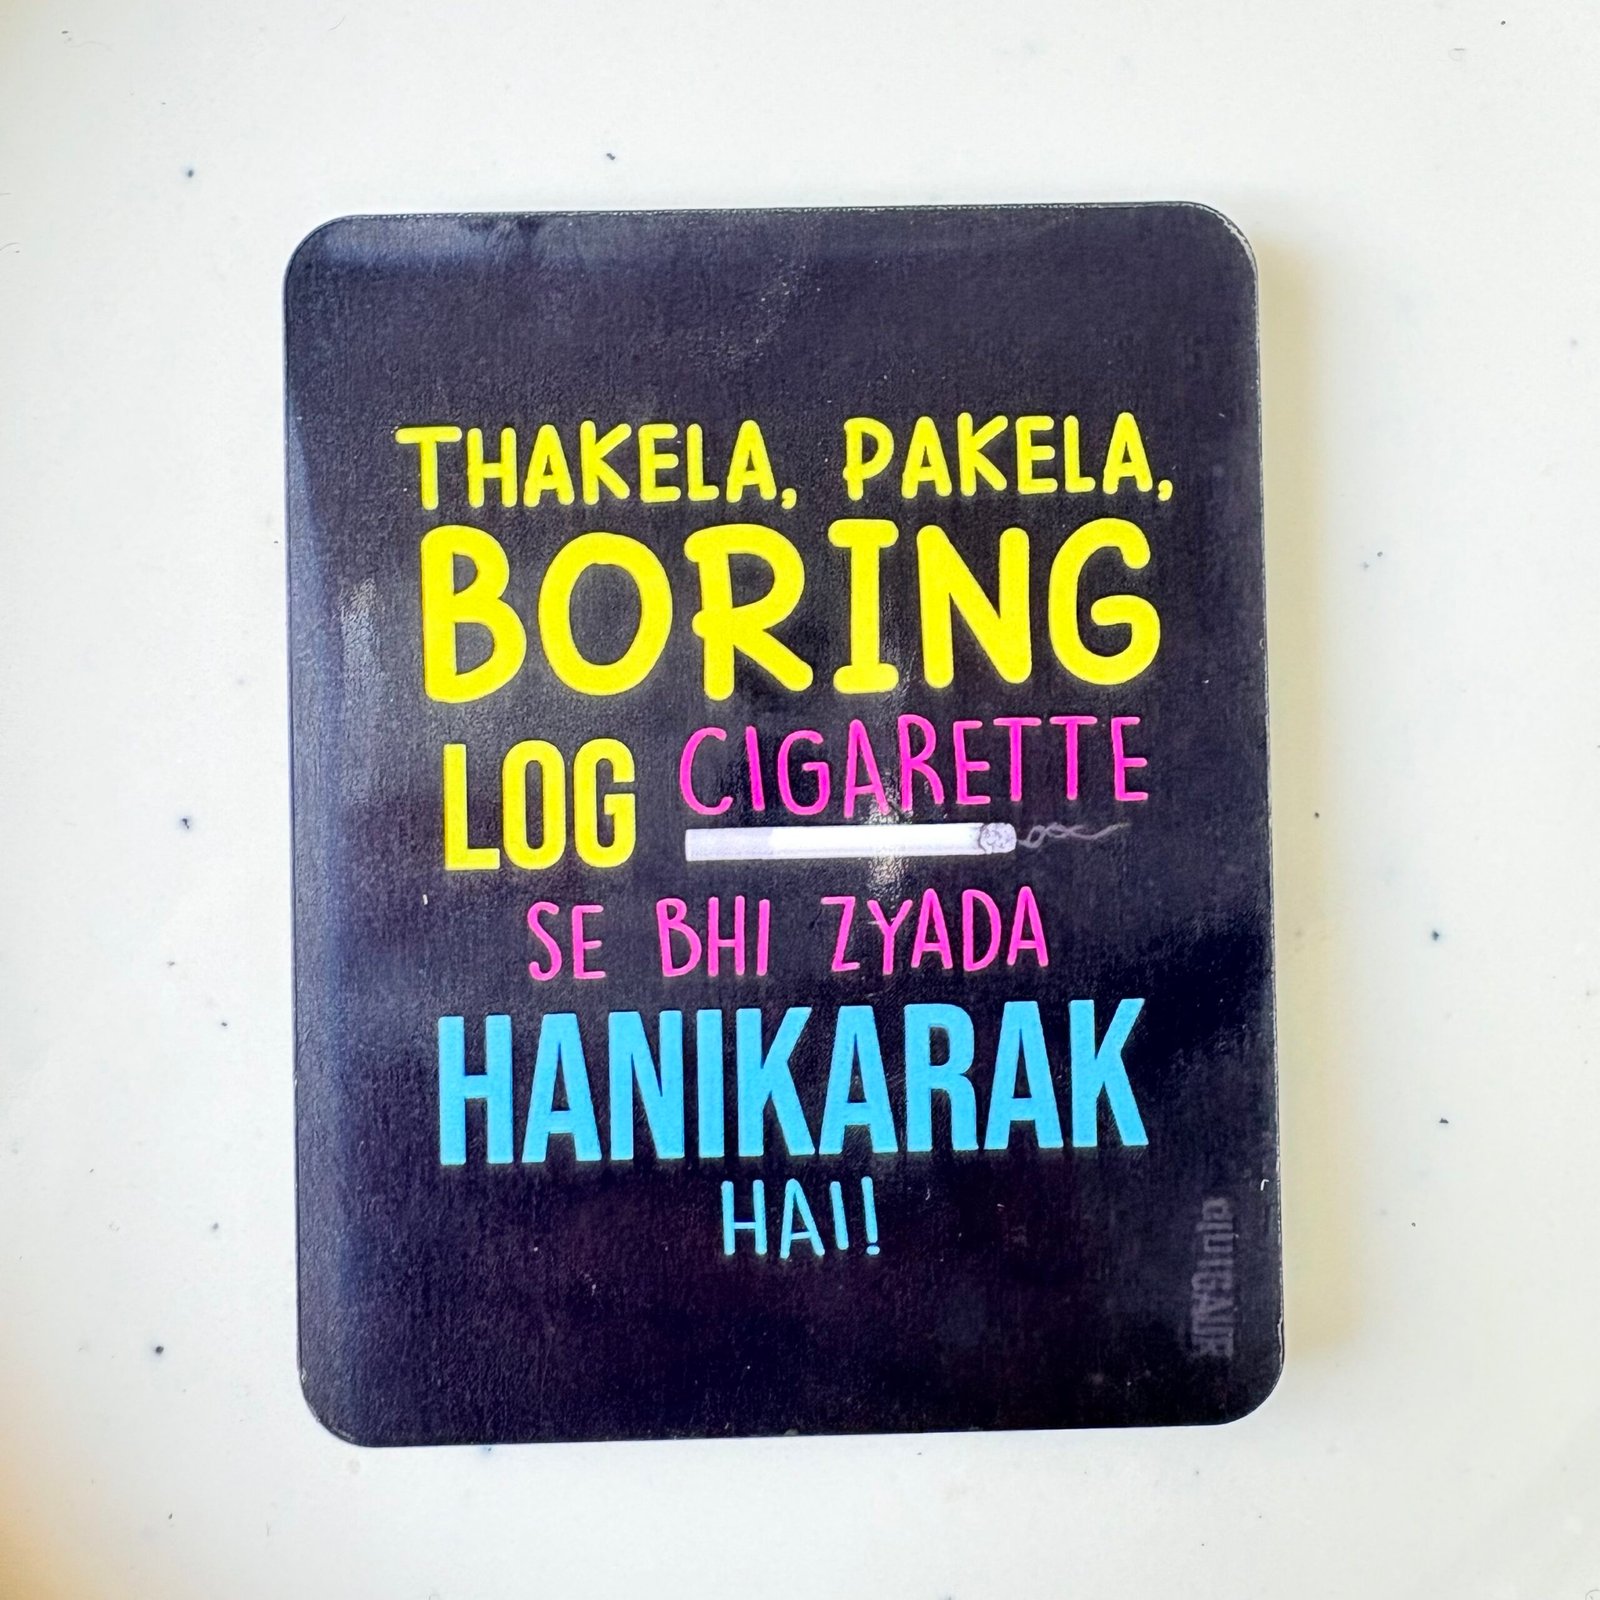 THAKELA, PAKELA,
BORING
LOG CIGARETTE
SE BHI ZYADA
HANIKARAK
HAI!